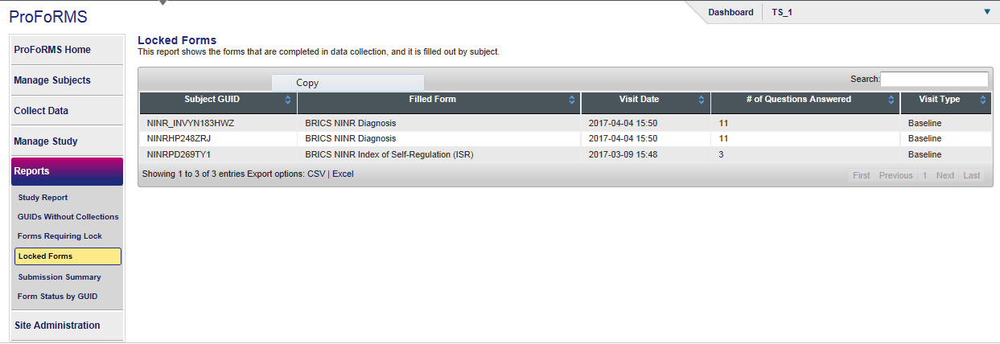 ProFoRMS
Dashboard TS_1
ProFoRMS Home
Manage Subjects
Collect Data
Manage Study
Reports
Study Report
GUIDs Without Collections
Forms Requiring Lock
Locked Forms
Submission Summary
Form Status by GUID
Site Administration
Locked Forms
This report shows the forms that are completed in data collection, and it is filled out by subject.
Copy
Search:
Subject GUID Filled Form Visit Date # of Questions Answered Visit Type
NINR_INVYN183HWZ BRICS NINR Diagnosis 2017-04-04 15:50 11 Baseline
NINRHP248ZRJ BRICS NINR Diagnosis 2017-04-04 15:50 11 Baseline
NINRPD269TY1 BRICS NINR Index of Self-Regulation (ISR) 2017-03-09 15:48 3 Baseline
Showing 1 to 3 of 3 entries Export options: CSV | Excel
First Previous 1 Next Last